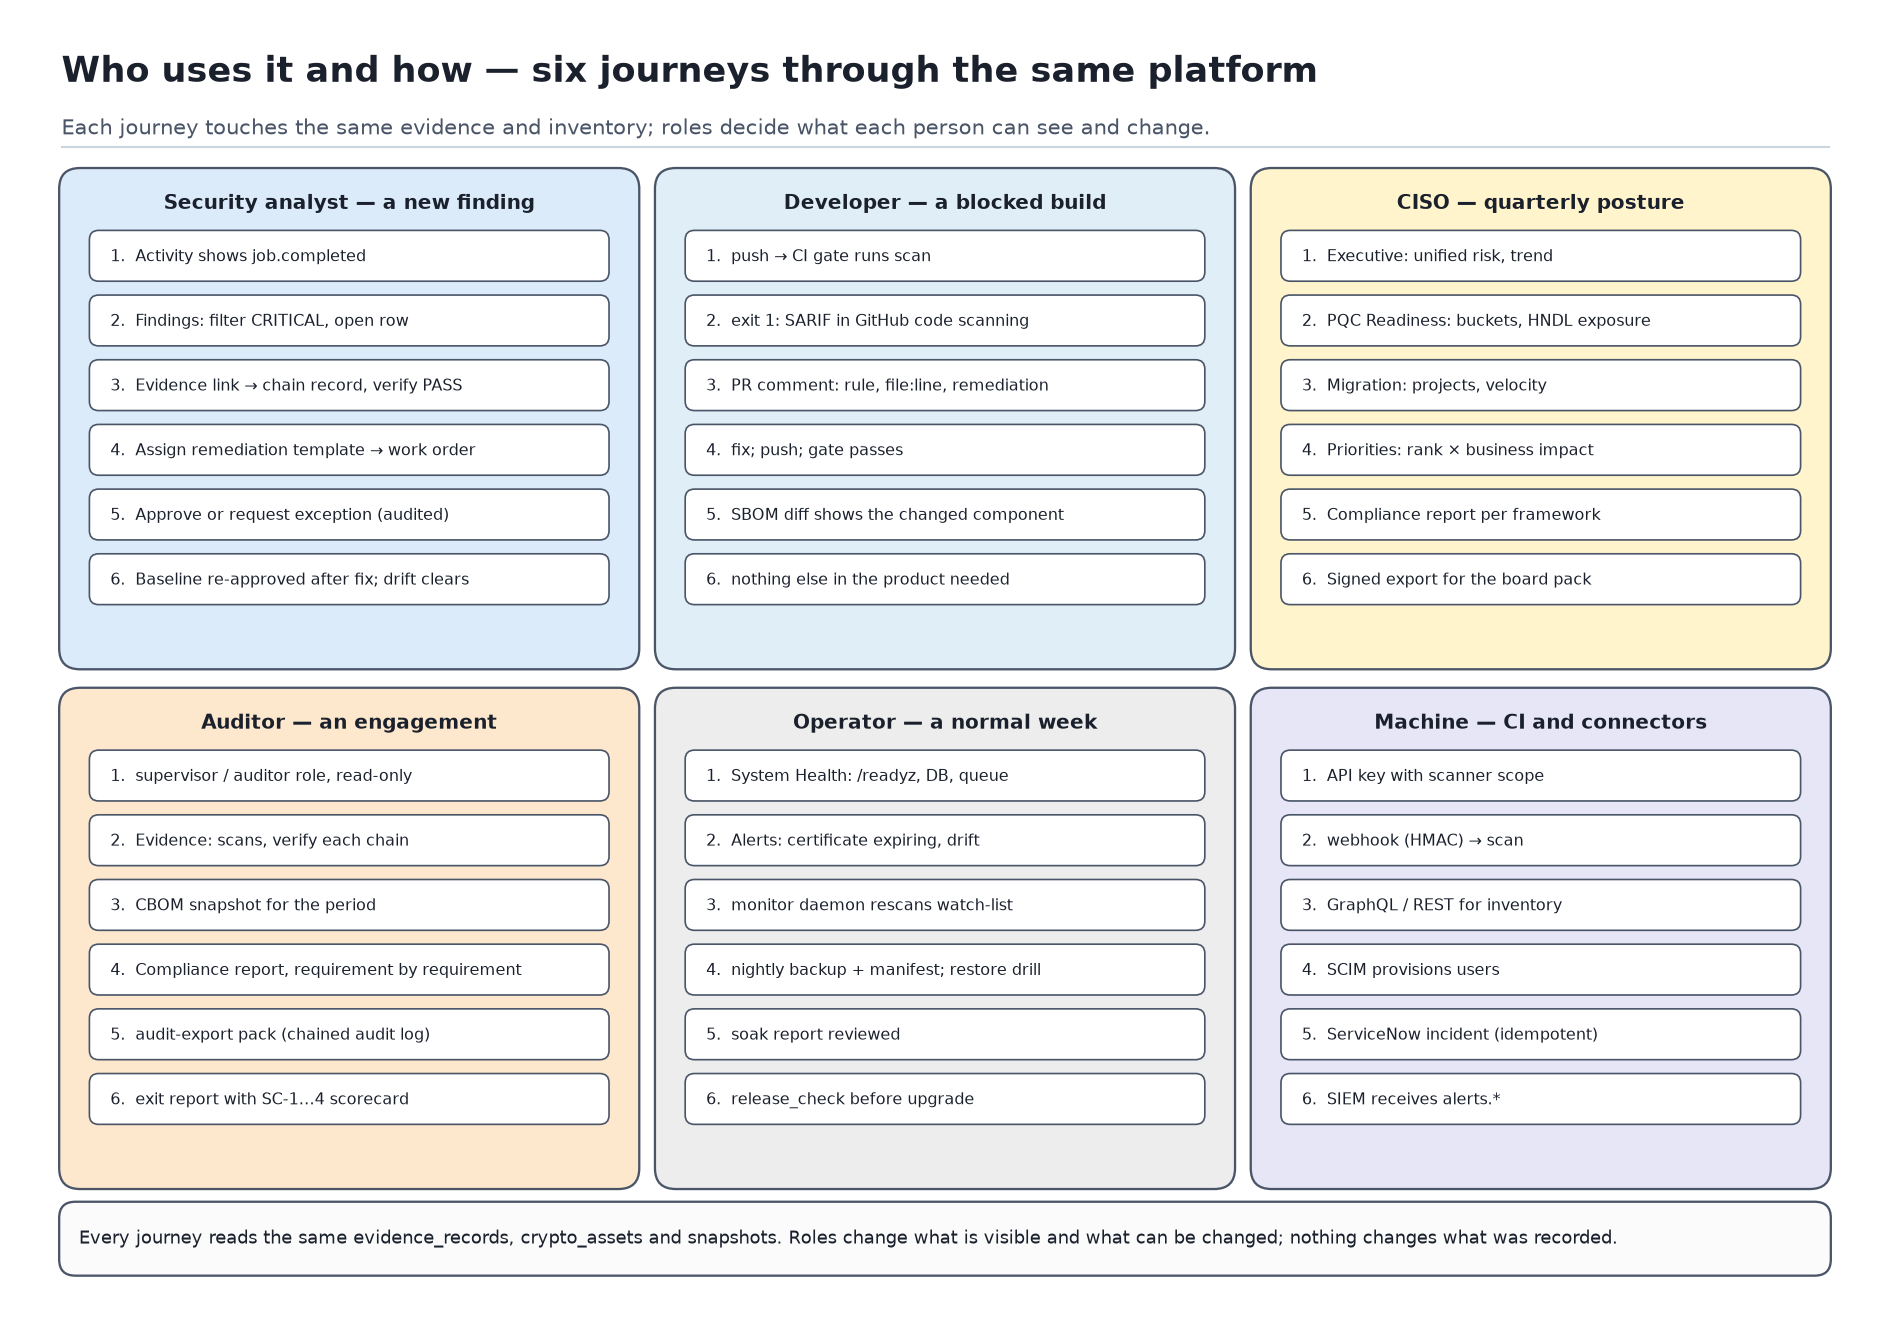 Who uses it and how — six journeys through the same platform
Each journey touches the same evidence and inventory; roles decide what each person can see and change.
Security analyst — a new finding
1. Activity shows job.completed
2. Findings: filter CRITICAL, open row
3. Evidence link → chain record, verify PASS
4. Assign remediation template → work order
5. Approve or request exception (audited)
6. Baseline re-approved after fix; drift clears
Developer — a blocked build
1. push → CI gate runs scan
2. exit 1: SARIF in GitHub code scanning
3. PR comment: rule, file:line, remediation
4. fix; push; gate passes
5. SBOM diff shows the changed component
6. nothing else in the product needed
CISO — quarterly posture
1. Executive: unified risk, trend
2. PQC Readiness: buckets, HNDL exposure
3. Migration: projects, velocity
4. Priorities: rank × business impact
5. Compliance report per framework
6. Signed export for the board pack
Auditor — an engagement
1. supervisor / auditor role, read-only
2. Evidence: scans, verify each chain
3. CBOM snapshot for the period
4. Compliance report, requirement by requirement
5. audit-export pack (chained audit log)
6. exit report with SC-1…4 scorecard
Operator — a normal week
1. System Health: /readyz, DB, queue
2. Alerts: certificate expiring, drift
3. monitor daemon rescans watch-list
4. nightly backup + manifest; restore drill
5. soak report reviewed
6. release_check before upgrade
Machine — CI and connectors
1. API key with scanner scope
2. webhook (HMAC) → scan
3. GraphQL / REST for inventory
4. SCIM provisions users
5. ServiceNow incident (idempotent)
6. SIEM receives alerts.*
Every journey reads the same evidence_records, crypto_assets and snapshots. Roles change what is visible and what can be changed; nothing changes what was recorded.